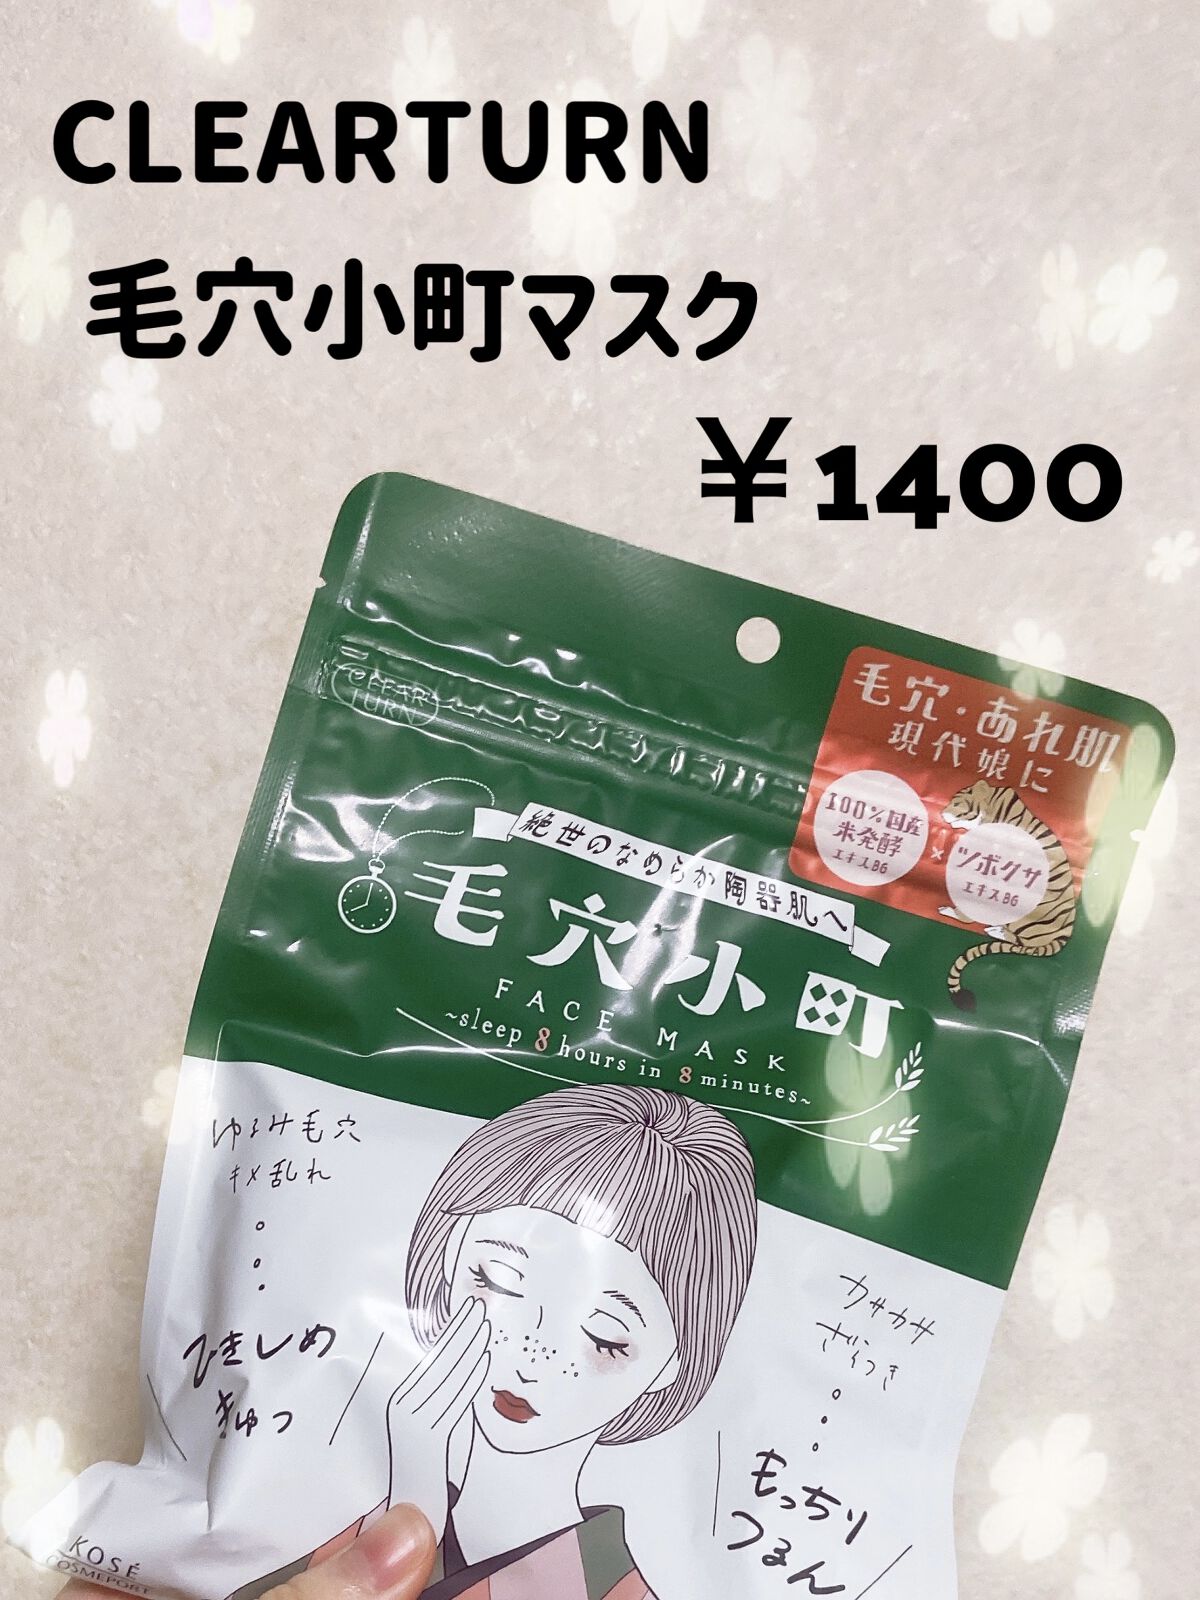 CLEARTURN
毛穴小町マスク
￥1400
CLEAR
TURN
毛穴・あれ肌
現代娘に
100%国産
米発酵
エキスB6
×
ツボクサ
エキスB6
CICA
絶世のなめらか陶器肌へ
毛穴小町
FACE MASK
~sleep 8 hours in 8 minutes~
ゆるみ毛穴
キメ乱れ
ひきしめ
きゅっ
カサカサ
ざらつき
もっちり
つるん
KOSÉ
COSMEPORT